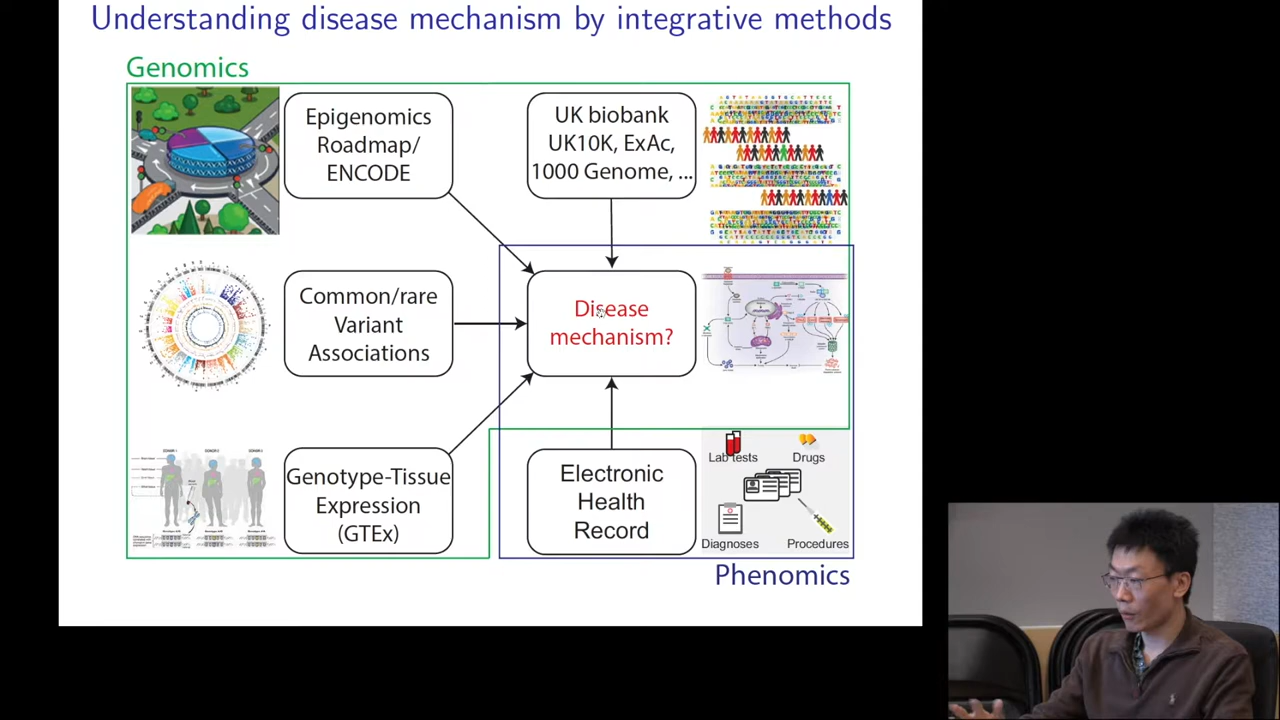 Understanding disease mechanism by integrative methods
Genomics
Epigenomics
Roadmap/
ENCODE
UK biobank
UK10K, ExAc,
1000 Genome, ...
Common/rare
Variant
Associations
Disease
mechanism?
Genotype-Tissue
Expression
(GTEx)
Electronic
Health
Record
Lab tests
Drugs
Diagnoses
Procedures
Phenomics